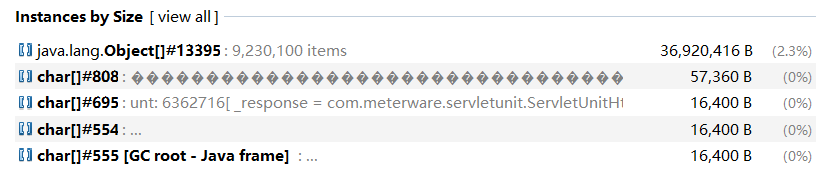 Instances by Size [ view all ]
java.lang.Object[]#13395 : 9,230,100 items 36,920,416 B (2.3%)
char[]#808 : ��������������������������������� 57,360 B (0%)
char[]#695 : unt: 6362716[ _response = com.meterware.servletunit.ServletUnitHt 16,400 B (0%)
char[]#554 : ... 16,400 B (0%)
char[]#555 [GC root - Java frame] : ... 16,400 B (0%)